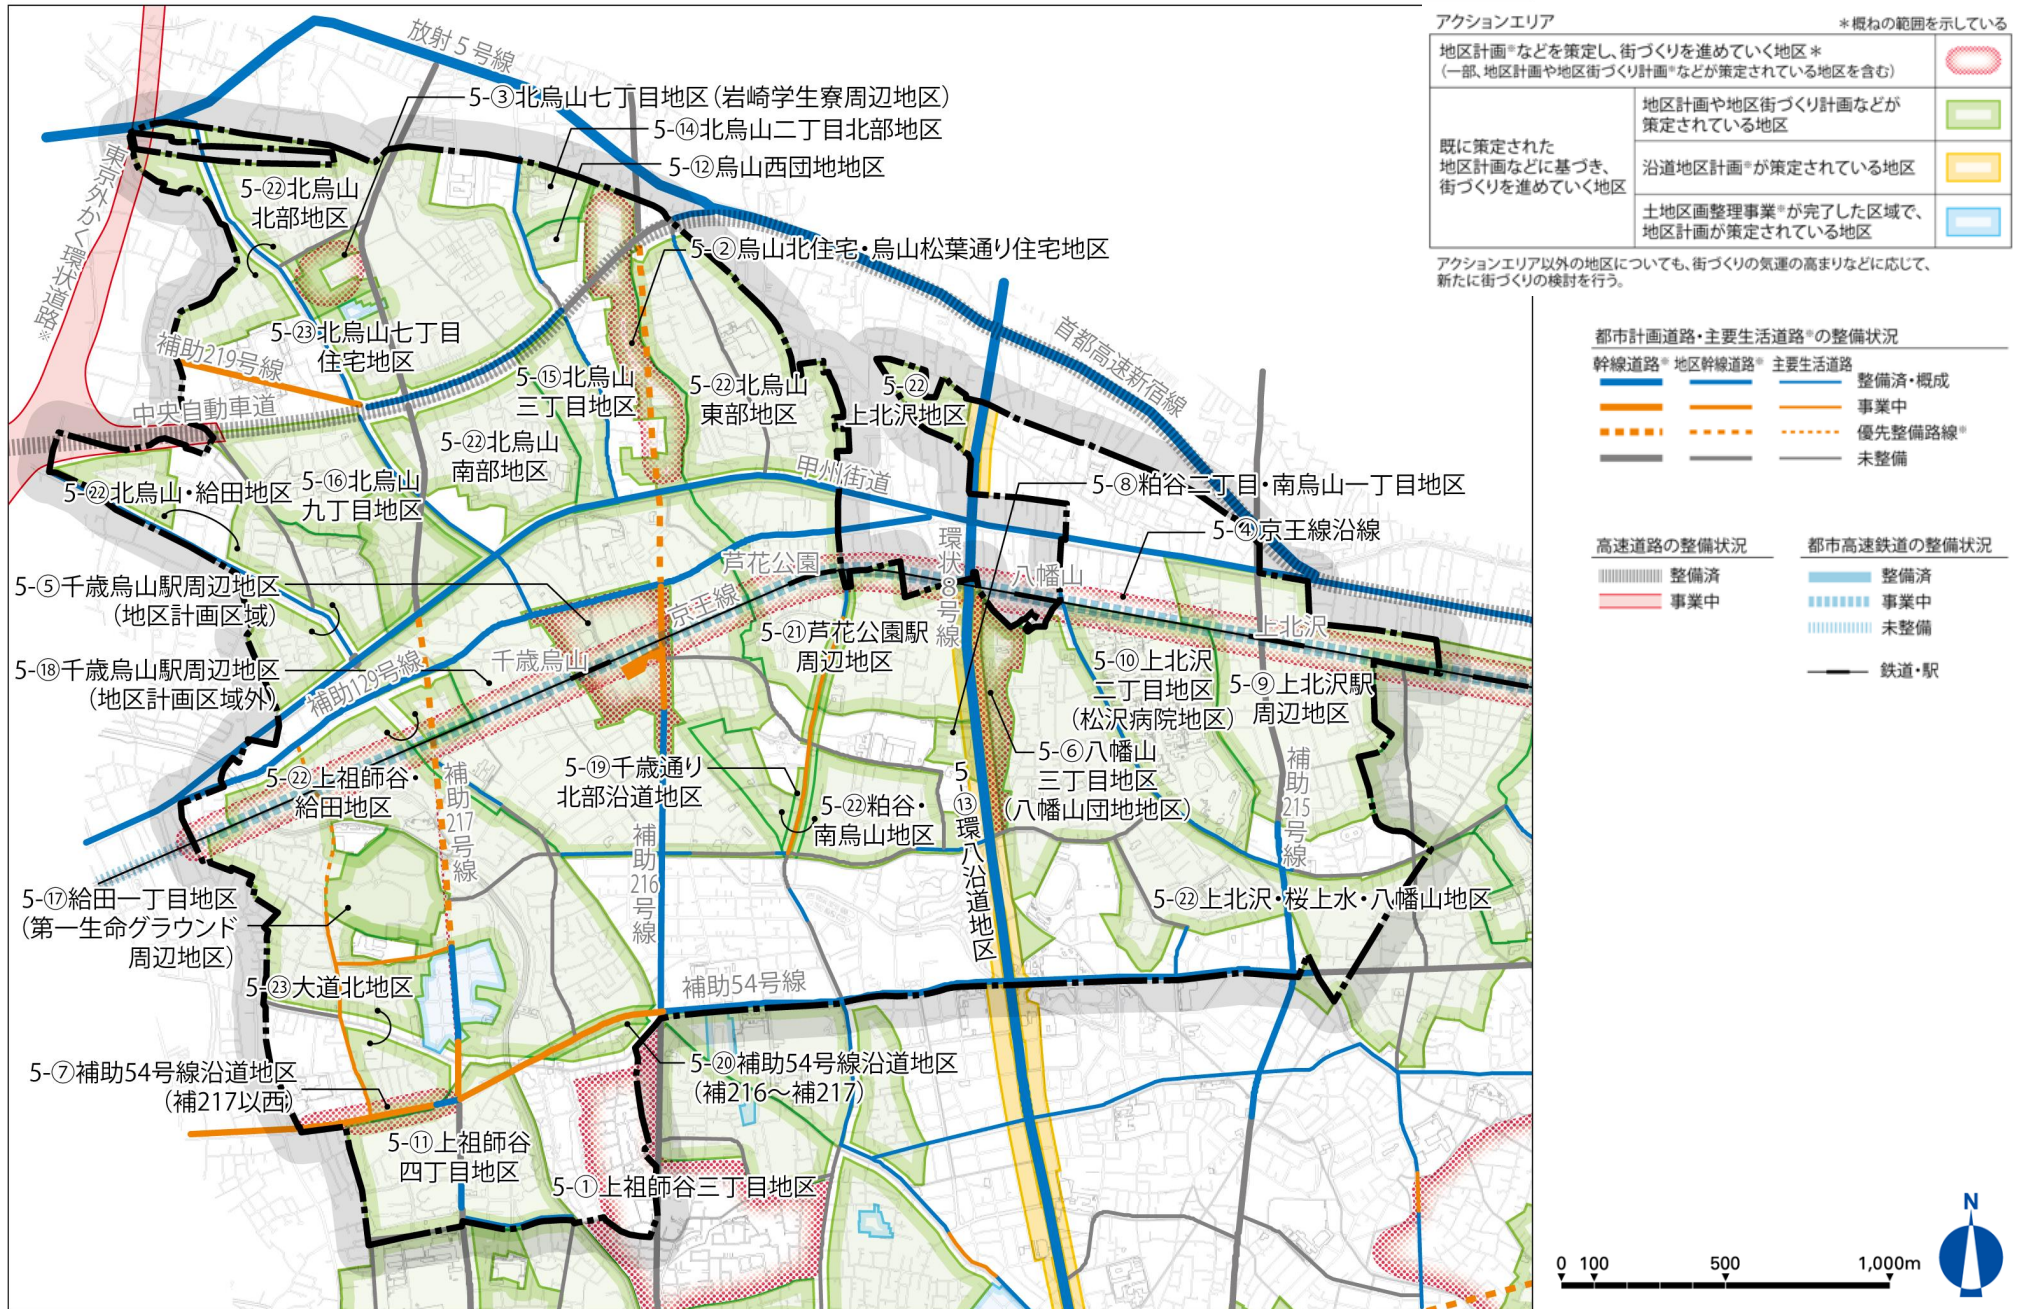 アクションエリア
＊概ねの範囲を示している
地区計画※などを策定し、街づくりを進めていく地区＊
（一部、地区計画や地区街づくり計画※などが策定されている地区を含む）
既に策定された
地区計画などに基づき、
街づくりを進めていく地区
地区計画や地区街づくり計画などが
策定されている地区
沿道地区計画※が策定されている地区
土地区画整理事業※が完了した区域で、
地区計画が策定されている地区
アクションエリア以外の地区についても、街づくりの気運の高まりなどに応じて、
新たに街づくりの検討を行う。
都市計画道路・主要生活道路※の整備状況
幹線道路※ 地区幹線道路※ 主要生活道路
整備済・概成
事業中
優先整備路線※
未整備
高速道路の整備状況
整備済
事業中
都市高速鉄道の整備状況
整備済
事業中
未整備
鉄道・駅
0 100 500 1,000m
N
放射５号線
5-③北烏山七丁目地区（岩崎学生寮周辺地区）
5-⑭北烏山二丁目北部地区
5-⑫烏山西団地地区
東京外かく環状道路※
5-㉒北烏山
北部地区
5-②烏山北住宅・烏山松葉通り住宅地区
首都高速新宿線
5-㉓北烏山七丁目
住宅地区
補助219号線
中央自動車道
5-⑮北烏山
三丁目地区
5-㉒北烏山
東部地区
5-㉒
上北沢地区
5-㉒北烏山
南部地区
5-⑯北烏山
九丁目地区
5-㉒北烏山・給田地区
甲州街道
5-⑧粕谷二丁目・南烏山一丁目地区
5-④京王線沿線
環状8号線
芦花公園
八幡山
5-⑤千歳烏山駅周辺地区
（地区計画区域）
京王線
上北沢
5-㉑芦花公園駅
周辺地区
千歳烏山
5-⑱千歳烏山駅周辺地区
（地区計画区域外）
補助129号線
5-⑩上北沢
二丁目地区
（松沢病院地区）
5-⑨上北沢駅
周辺地区
5-⑥八幡山
三丁目地区
（八幡山団地地区）
5-⑲千歳通り
北部沿道地区
5-㉒上祖師谷・
給田地区
補助217号線
5-㉒粕谷・
南烏山地区
5-⑬環八沿道地区
補助215号線
補助216号線
5-⑰給田一丁目地区
（第一生命グラウンド
周辺地区）
5-㉒上北沢・桜上水・八幡山地区
5-㉓大道北地区
補助54号線
5-⑦補助54号線沿道地区
（補217以西）
5-⑳補助54号線沿道地区
（補216～補217）
5-⑪上祖師谷
四丁目地区
5-①上祖師谷三丁目地区